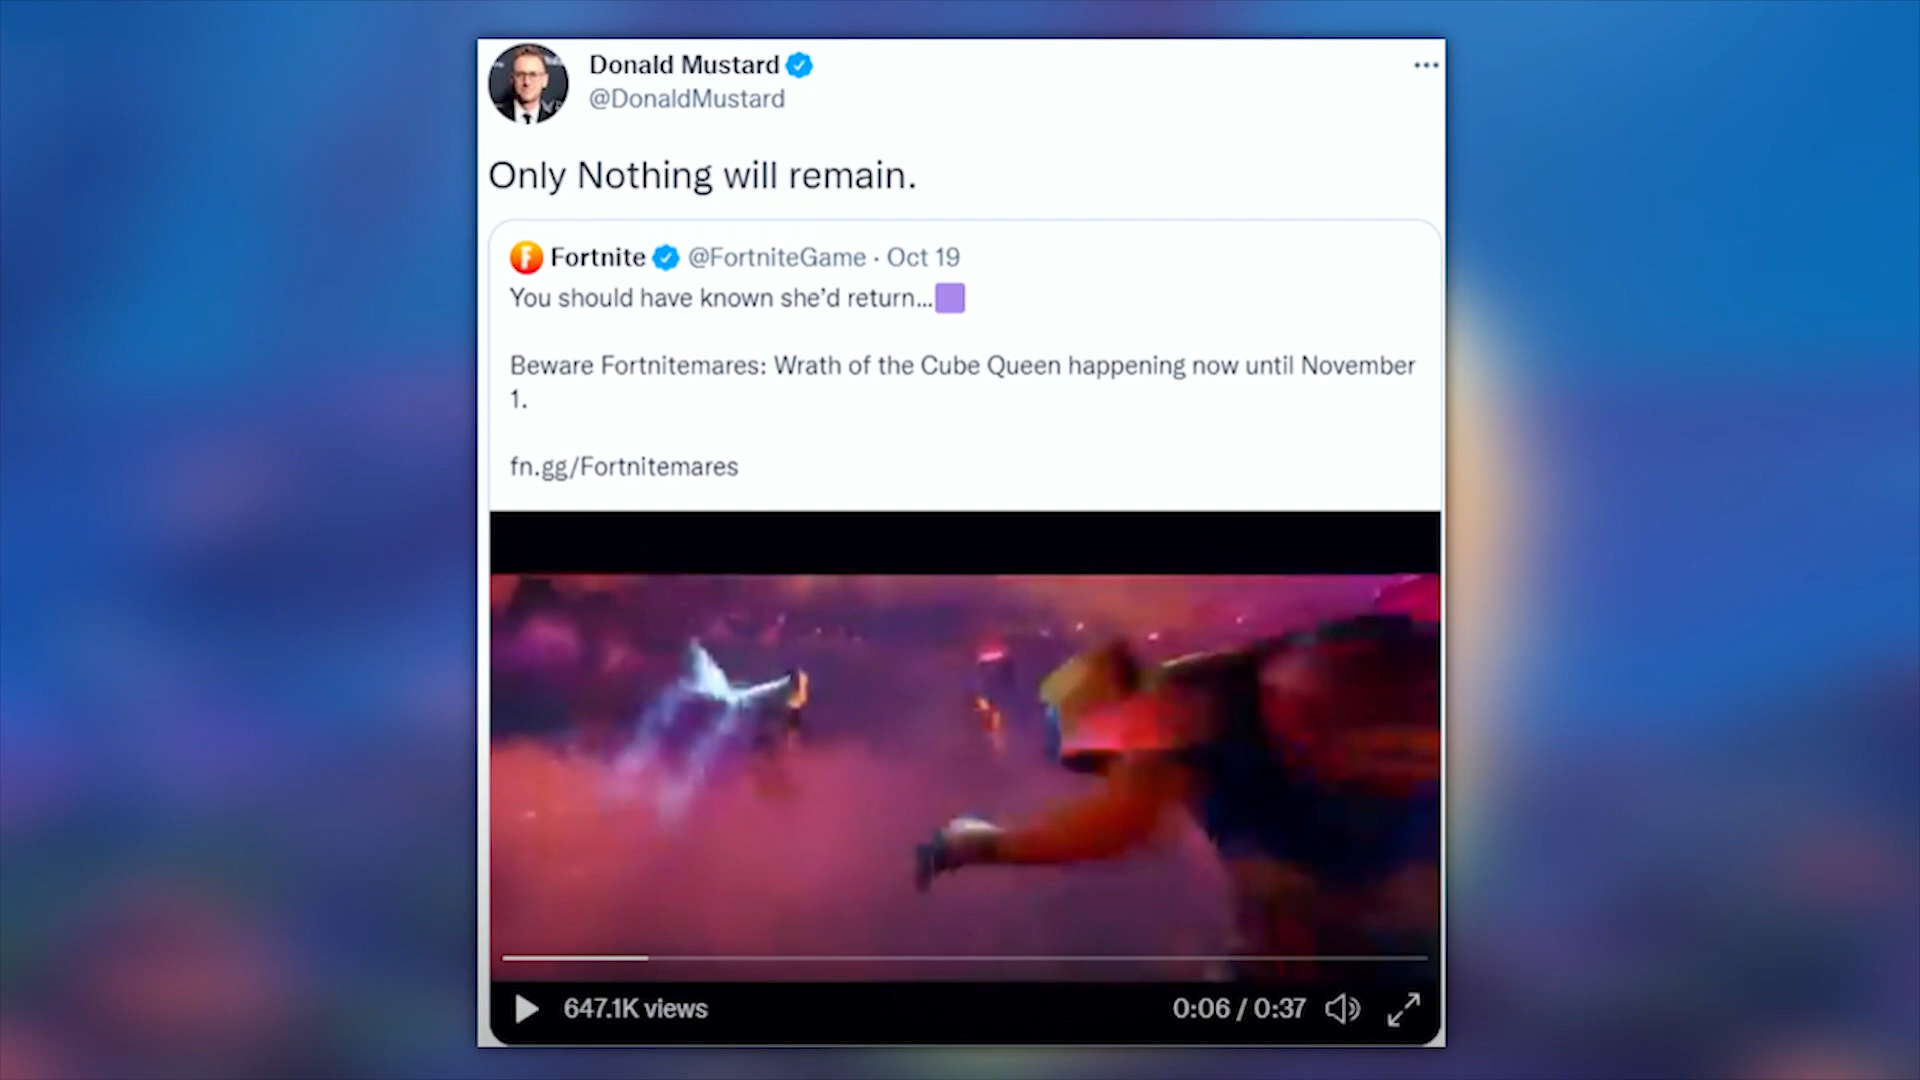 Donald Mustard
@DonaldMustard
Only Nothing will remain.
Fortnite @FortniteGame · Oct 19
You should have known she’d return...
Beware Fortnitemares: Wrath of the Cube Queen happening now until November
1.
fn.gg/Fortnitemares
647.1K views
0:06 / 0:37